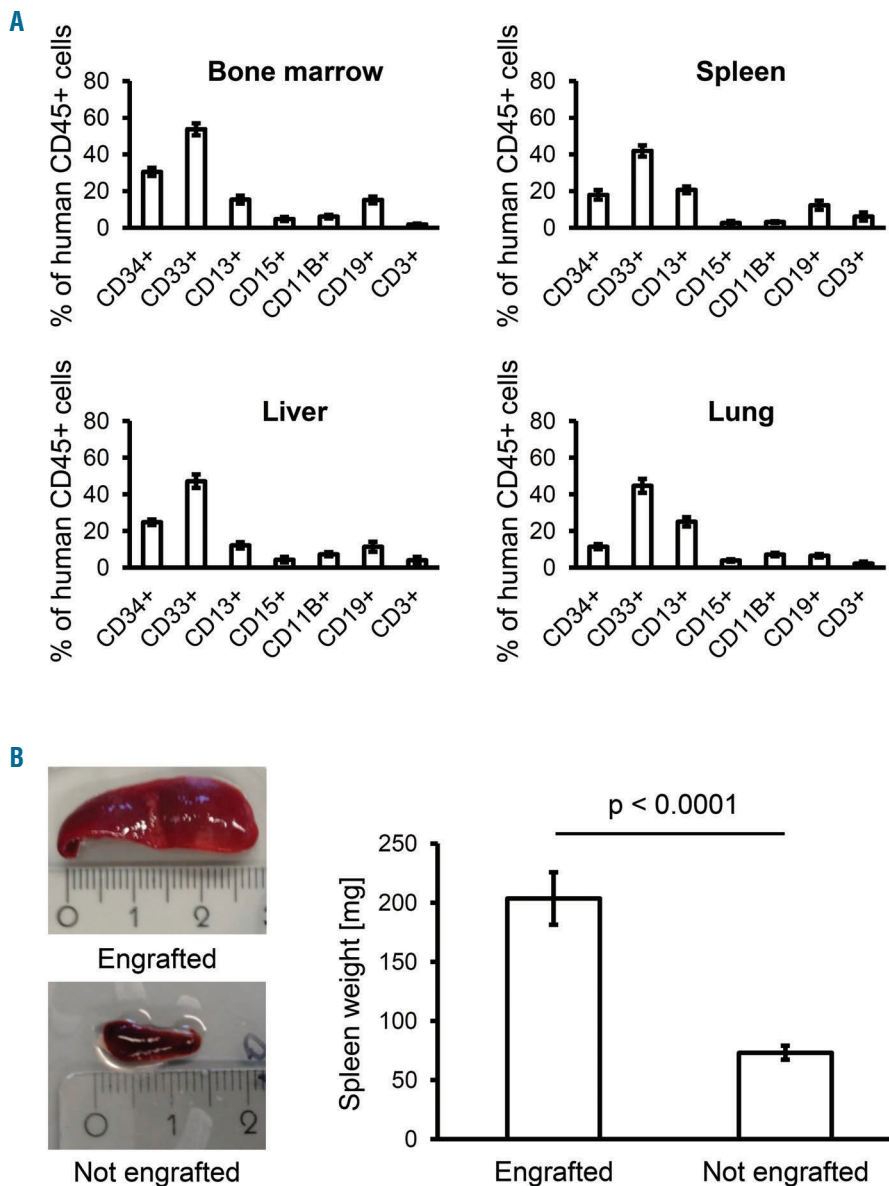 A
Bone marrow
% of human CD45+ cells
80
60
40
20
0
CD34+
CD33+
CD13+
CD15+
CD11B+
CD19+
CD3+
Spleen
% of human CD45+ cells
80
60
40
20
0
CD34+
CD33+
CD13+
CD15+
CD11B+
CD19+
CD3+
Liver
% of human CD45+ cells
80
60
40
20
0
CD34+
CD33+
CD13+
CD15+
CD11B+
CD19+
CD3+
Lung
% of human CD45+ cells
80
60
40
20
0
CD34+
CD33+
CD13+
CD15+
CD11B+
CD19+
CD3+
B
0 1 2
Engrafted
0 1 2
Not engrafted
p < 0.0001
Spleen weight [mg]
250
200
150
100
50
0
Engrafted Not engrafted